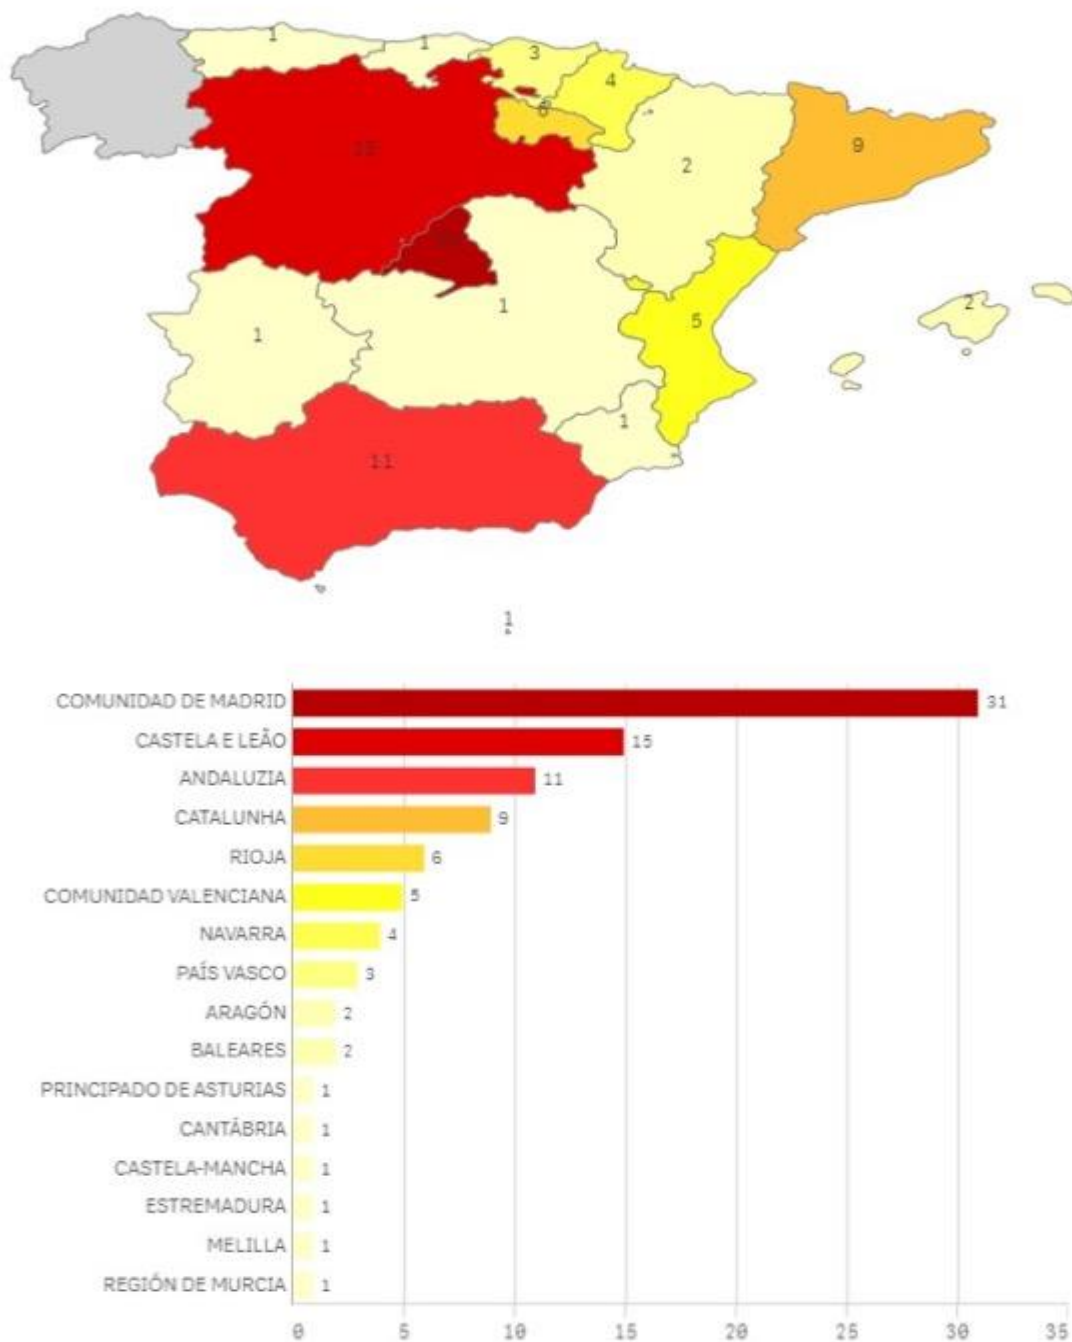 1
1
3
4
6
15
2
9
1
1
5
2
1
11
1
COMUNIDAD DE MADRID 31
CASTELA E LEÃO 15
ANDALUZIA 11
CATALUNHA 9
RIOJA 6
COMUNIDAD VALENCIANA 5
NAVARRA 4
PAÍS VASCO 3
ARAGÓN 2
BALEARES 2
PRINCIPADO DE ASTURIAS 1
CANTÁBRIA 1
CASTELA-MANCHA 1
ESTREMADURA 1
MELILLA 1
REGIÓN DE MURCIA 1
0 5 10 15 20 25 30 35